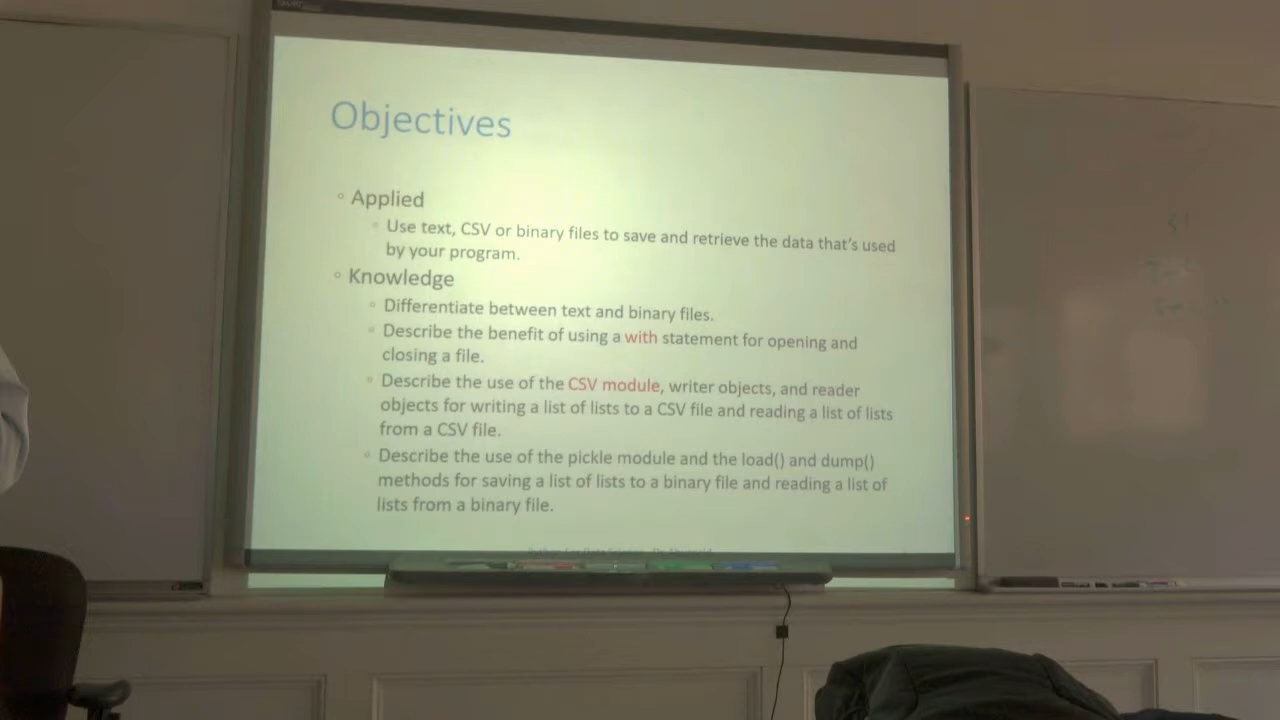 Objectives
Applied
Use text, CSV or binary files to save and retrieve the data that's used
by your program.
Knowledge
Differentiate between text and binary files.
Describe the benefit of using a with statement for opening and
closing a file.
Describe the use of the CSV module, writer objects, and reader
objects for writing a list of lists to a CSV file and reading a list of lists
from a CSV file.
Describe the use of the pickle module and the load() and dump()
methods for saving a list of lists to a binary file and reading a list of
lists from a binary file.